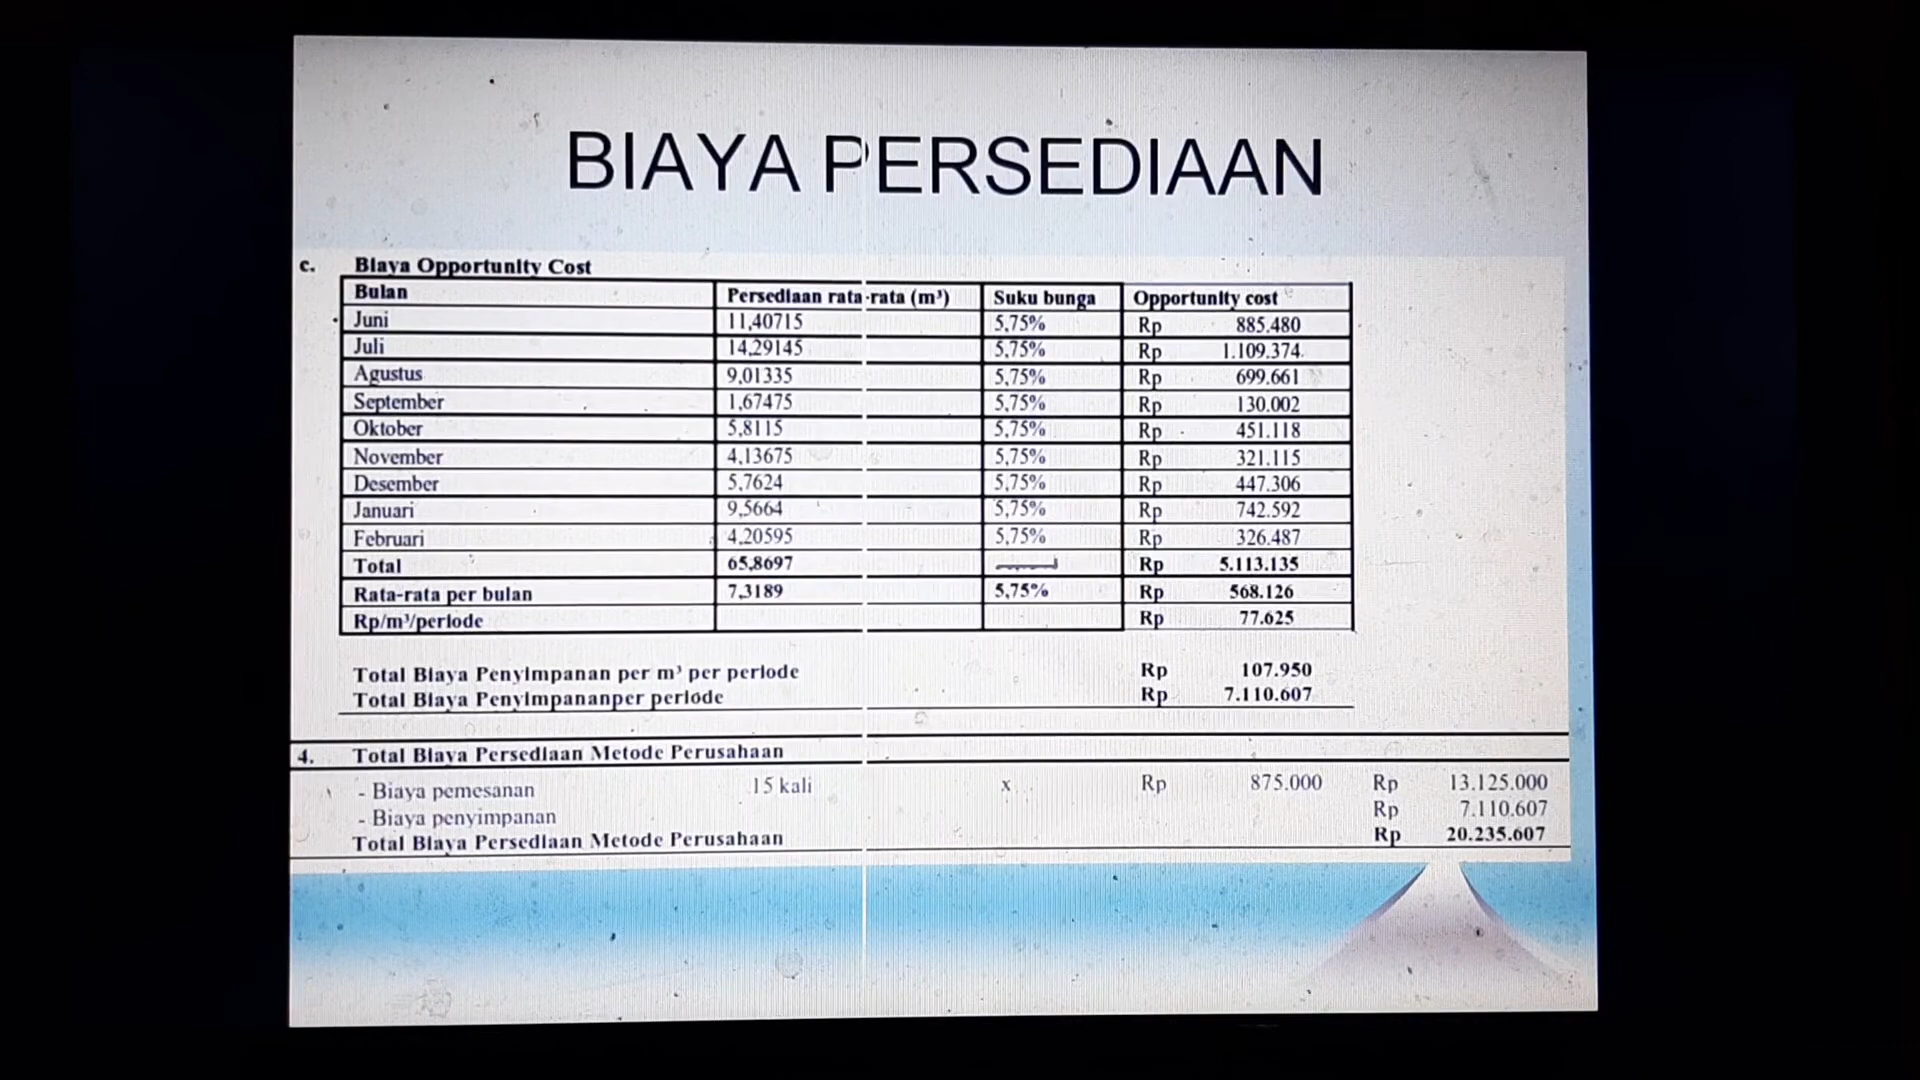 BIAYA PERSEDIAAN
c. Biaya Opportunity Cost
Bulan Persediaan rata-rata (m³) Suku bunga Opportunity cost
Juni 11,40715 5,75% Rp 885.480
Juli 14,29145 5,75% Rp 1.109.374
Agustus 9,01335 5,75% Rp 699.661
September 1,67475 5,75% Rp 130.002
Oktober 5,8115 5,75% Rp 451.118
November 4,13675 5,75% Rp 321.115
Desember 5,7624 5,75% Rp 447.306
Januari 9,5664 5,75% Rp 742.592
Februari 4,20595 5,75% Rp 326.487
Total 65,8697 Rp 5.113.135
Rata-rata per bulan 7,3189 5,75% Rp 568.126
Rp/m³/periode Rp 77.625
Total Biaya Penyimpanan per m³ per periode Rp 107.950
Total Biaya Penyimpananper periode Rp 7.110.607
4. Total Biaya Persediaan Metode Perusahaan
- Biaya pemesanan 15 kali x Rp 875.000 Rp 13.125.000
- Biaya penyimpanan Rp 7.110.607
Total Biaya Persediaan Metode Perusahaan Rp 20.235.607